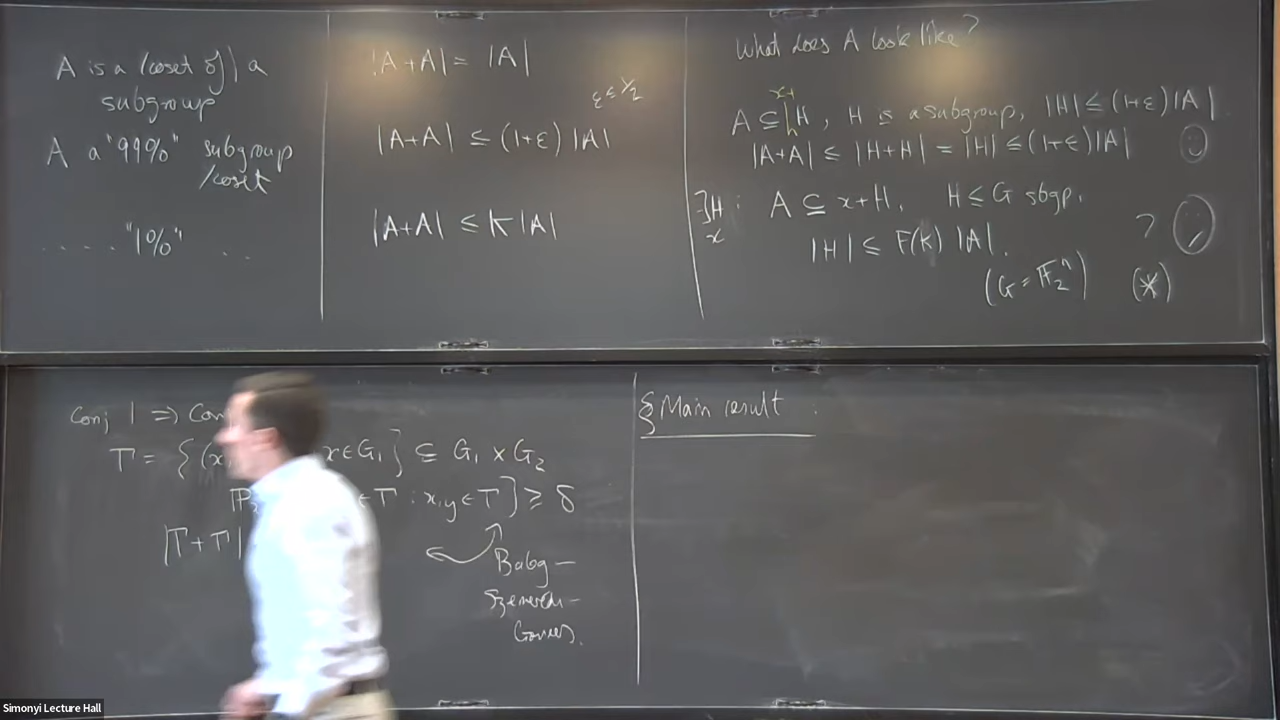 A is a (coset of) a
subgroup
A a "99%" subgroup
/coset
.... "1%" ..
|A+A| = |A|
ε ≤ 1/2
|A+A| ≤ (1+ε)|A|
|A+A| ≤ K|A|
What does A look like?
x+
A ⊆ H, H is a subgroup, |H| ≤ (1+ε)|A|
|A+A| ≤ |H+H| = |H| ≤ (1+ε)|A|
∃H : A ⊆ x+H, H ≤ G sbgp.
x
|H| ≤ F(K) |A|. ?
(G = 𝔽₂ⁿ) (*)
Conj 1 ⇒ Con
Γ = {(x, x∈G₁} ⊆ G₁ × G₂
∈Γ : x,y ∈ Γ] ≥ δ
|Γ+Γ|
Balog –
Szemerédi –
Gowers.
§ Main result :
Simonyi Lecture Hall